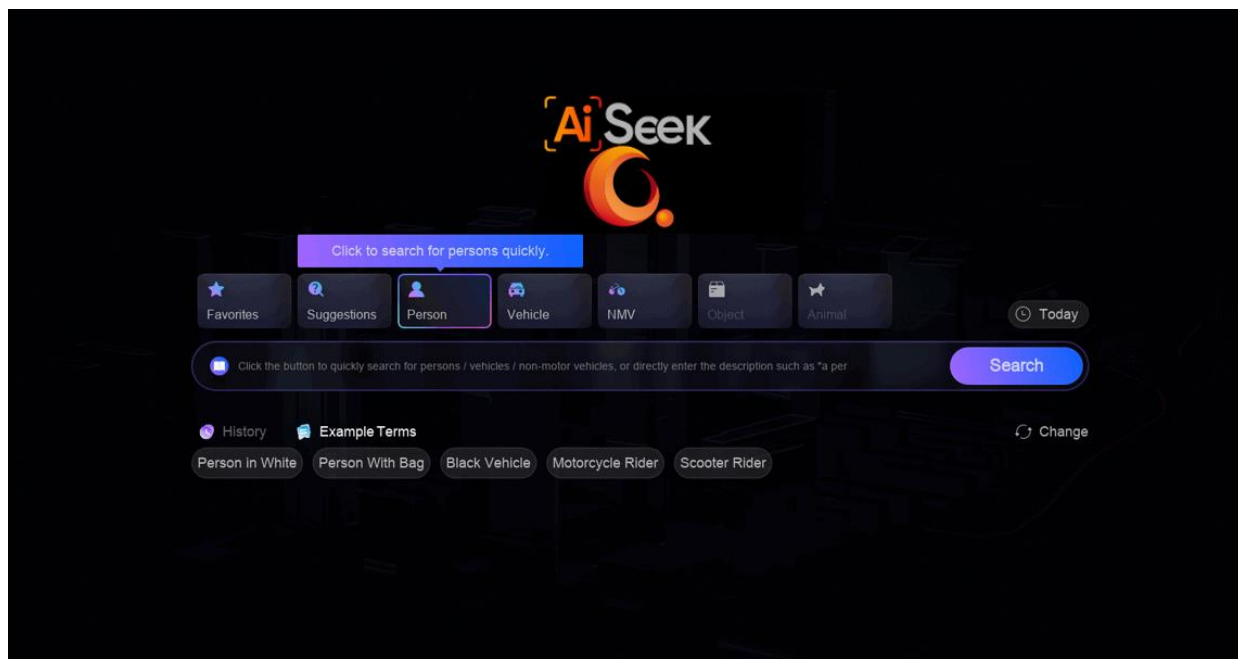 Ai Seek
Click to search for persons quickly.
Favorites
Suggestions
Person
Vehicle
NMV
Object
Animal
Today
Click the button to quickly search for persons / vehicles / non-motor vehicles, or directly enter the description such as "a per
Search
History
Example Terms
Change
Person in White
Person With Bag
Black Vehicle
Motorcycle Rider
Scooter Rider